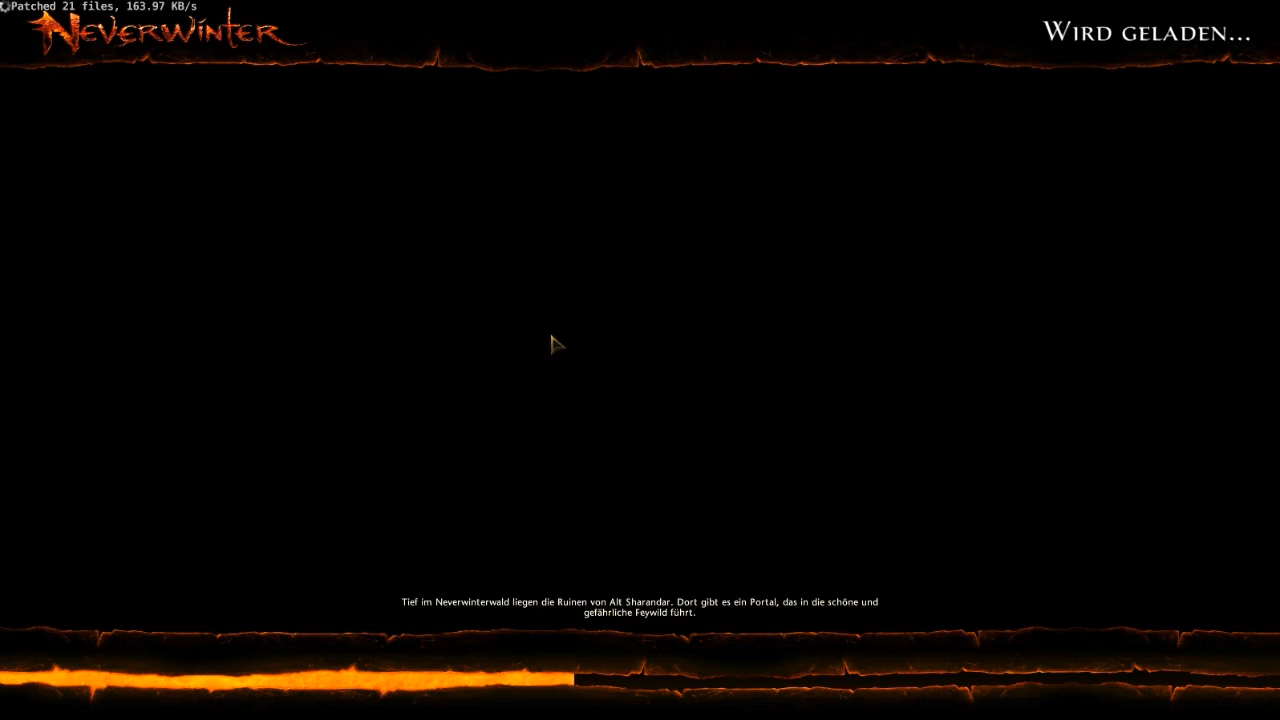 Patched 21 files, 163.97 KB/s
Neverwinter
Wird geladen...
Tief im Neverwinterwald liegen die Ruinen von Alt Sharandar. Dort gibt es ein Portal, das in die schöne und
gefährliche Feywild führt.